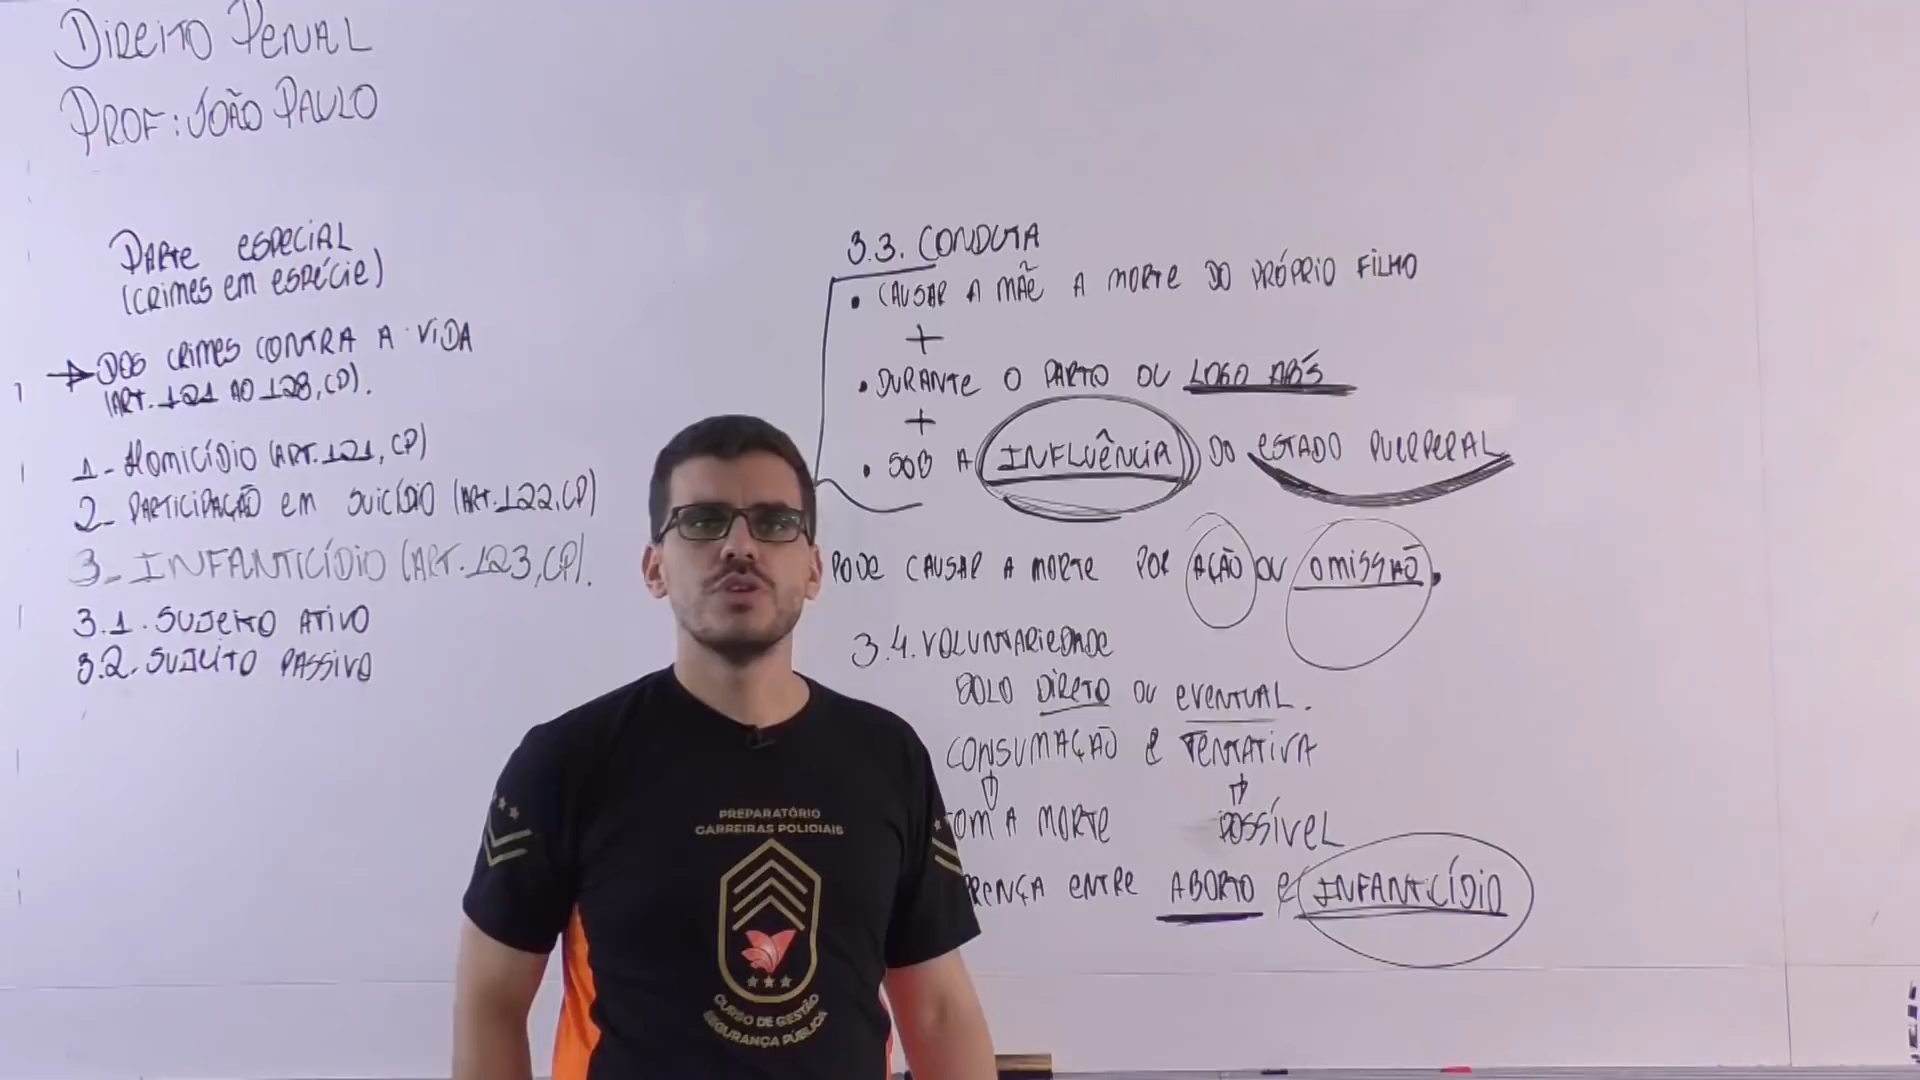 DIREITO PENAL
PROF: JOÃO PAULO
PARTE ESPECIAL
(CRIMES EM ESPÉCIE)
DOS CRIMES CONTRA A VIDA
(ART. 121 AO 128, CP).
1- HOMICÍDIO (ART. 121, CP)
2- PARTICIPAÇÃO EM SUICÍDIO (ART. 122, CP)
3- INFANTICÍDIO (ART. 123, CP).
3.1. SUJEITO ATIVO
3.2. SUJEITO PASSIVO
3.3. CONDUTA
• CAUSAR A MÃE A MORTE DO PRÓPRIO FILHO
+
• DURANTE O PARTO OU LOGO APÓS
+
• SOB A INFLUÊNCIA DO ESTADO PUERPERAL
PODE CAUSAR A MORTE POR AÇÃO OU OMISSÃO.
3.4. VOLUNTARIEDADE
DOLO DIRETO OU EVENTUAL.
CONSUMAÇÃO E TENTATIVA
COM A MORTE POSSÍVEL
RENÇA ENTRE ABORTO E INFANTICÍDIO
PREPARATÓRIO
CARREIRAS POLICIAIS
CURSO DE GESTÃO
SEGURANÇA PÚBLICA